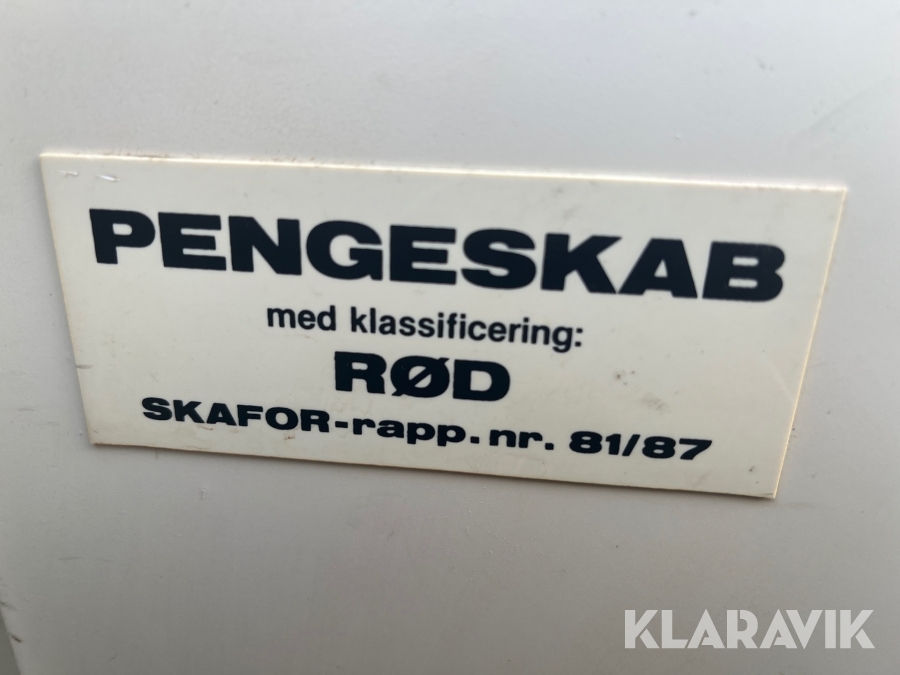 PENGESKAB
med klassificering:
RØD
SKAFOR-rapp.nr. 81/87
KLARAVIK